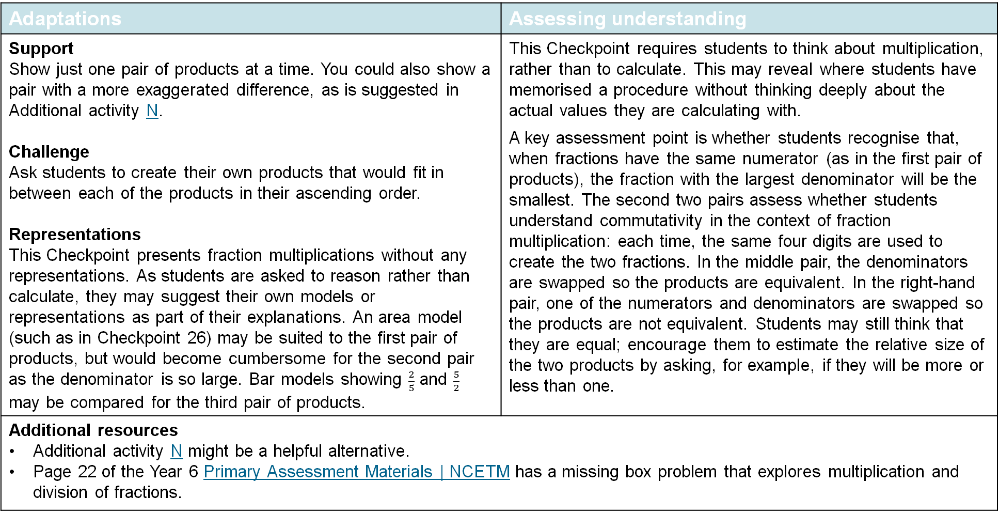 Adaptations
Assessing understanding
Support
Show just one pair of products at a time. You could also show a
pair with a more exaggerated difference, as is suggested in
Additional activity N.
Challenge
Ask students to create their own products that would fit in
between each of the products in their ascending order.
Representations
This Checkpoint presents fraction multiplications without any
representations. As students are asked to reason rather than
calculate, they may suggest their own models or
representations as part of their explanations. An area model
(such as in Checkpoint 26) may be suited to the first pair of
products, but would become cumbersome for the second pair
as the denominator is so large. Bar models showing 2/5 and 5/2
may be compared for the third pair of products.
This Checkpoint requires students to think about multiplication,
rather than to calculate. This may reveal where students have
memorised a procedure without thinking deeply about the
actual values they are calculating with.
A key assessment point is whether students recognise that,
when fractions have the same numerator (as in the first pair of
products), the fraction with the largest denominator will be the
smallest. The second two pairs assess whether students
understand commutativity in the context of fraction
multiplication: each time, the same four digits are used to
create the two fractions. In the middle pair, the denominators
are swapped so the products are equivalent. In the right-hand
pair, one of the numerators and denominators are swapped so
the products are not equivalent. Students may still think that
they are equal; encourage them to estimate the relative size of
the two products by asking, for example, if they will be more or
less than one.
Additional resources
• Additional activity N might be a helpful alternative.
• Page 22 of the Year 6 Primary Assessment Materials | NCETM has a missing box problem that explores multiplication and
division of fractions.